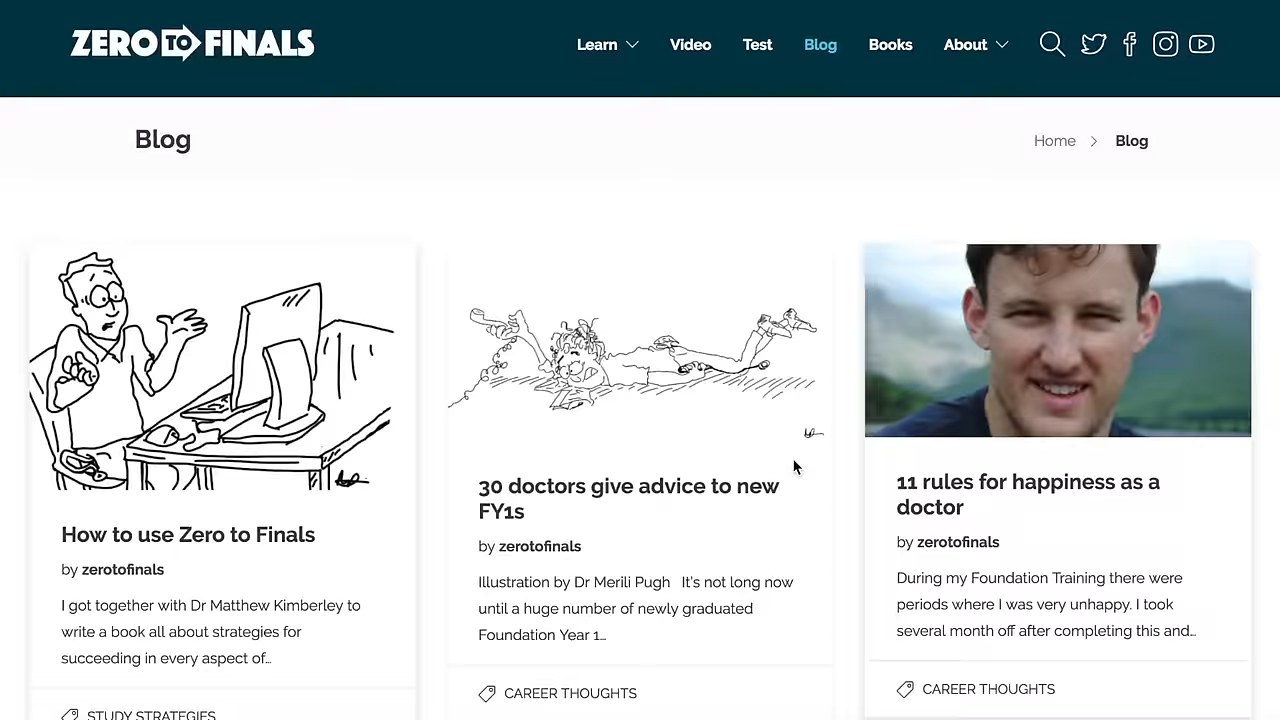 ZERO TO FINALS
Learn Video Test Blog Books About
Blog
Home Blog
How to use Zero to Finals
by zerotofinals
I got together with Dr Matthew Kimberley to
write a book all about strategies for
succeeding in every aspect of...
STUDY STRATEGIES
30 doctors give advice to new
FY1s
by zerotofinals
Illustration by Dr Merili Pugh It's not long now
until a huge number of newly graduated
Foundation Year 1...
CAREER THOUGHTS
11 rules for happiness as a
doctor
by zerotofinals
During my Foundation Training there were
periods where I was very unhappy. I took
several month off after completing this and...
CAREER THOUGHTS